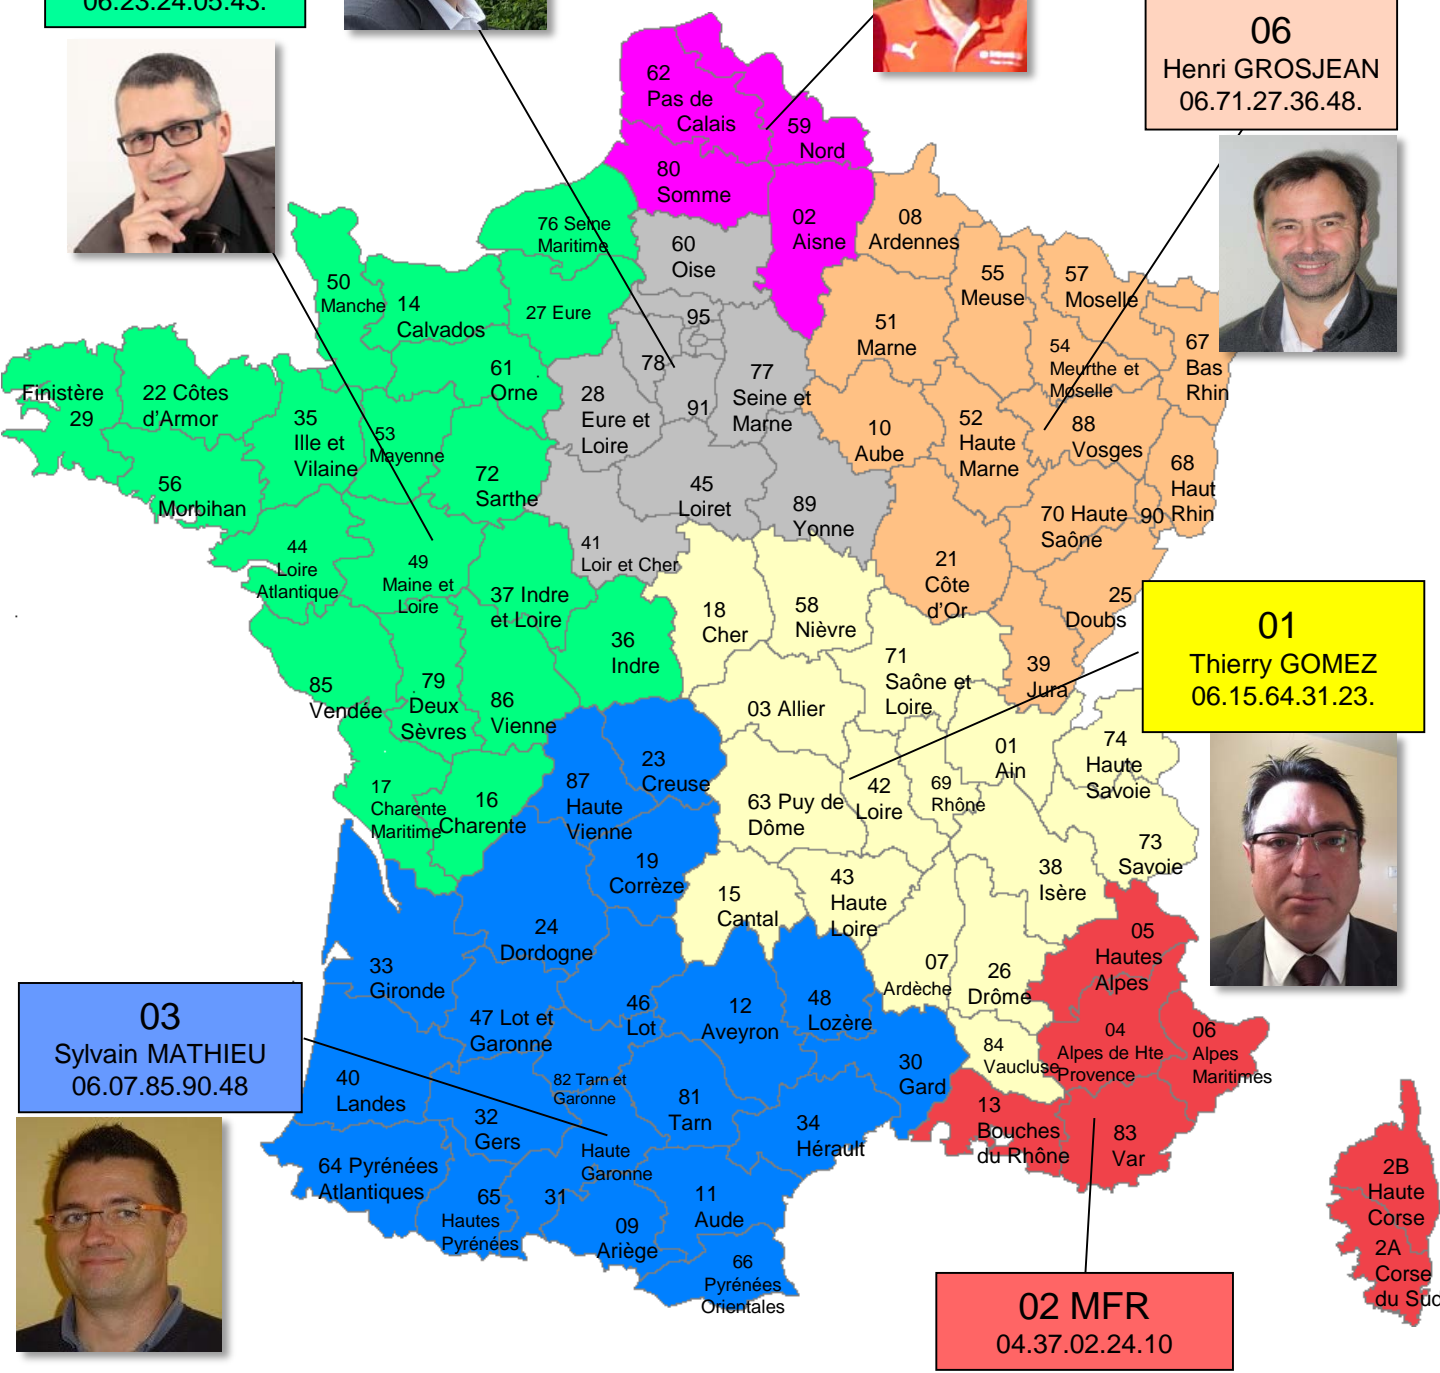 06.23.24.05.43.
06
Henri GROSJEAN
06.71.27.36.48.
62
Pas de
Calais
59
Nord
80
Somme
02
Aisne
76 Seine
Maritime
60
Oise
08
Ardennes
50
Manche
14
Calvados
27 Eure
95
55
Meuse
57
Moselle
51
Marne
54
Meurthe et
Moselle
67
Bas
Rhin
61
Orne
78
77
Seine et
Marne
28
Eure et
Loire
91
Finistère
29
22 Côtes
d'Armor
35
Ille et
Vilaine
53
Mayenne
72
Sarthe
10
Aube
52
Haute
Marne
88
Vosges
68
Haut
Rhin
56
Morbihan
45
Loiret
89
Yonne
70 Haute
Saône
90
44
Loire
Atlantique
49
Maine et
Loire
37 Indre
et Loire
41
Loir et Cher
21
Côte
d'Or
25
Doubs
18
Cher
58
Nièvre
36
Indre
71
Saône et
Loire
39
Jura
01
Thierry GOMEZ
06.15.64.31.23.
85
Vendée
79
Deux
Sèvres
86
Vienne
03 Allier
23
Creuse
87
Haute
Vienne
01
Ain
74
Haute
Savoie
17
Charente
Maritime
16
Charente
63 Puy de
Dôme
42
Loire
69
Rhône
73
Savoie
19
Corrèze
15
Cantal
43
Haute
Loire
38
Isère
24
Dordogne
33
Gironde
07
Ardèche
26
Drôme
05
Hautes
Alpes
03
Sylvain MATHIEU
06.07.85.90.48
47 Lot et
Garonne
46
Lot
12
Aveyron
48
Lozère
84
Vaucluse
04
Alpes de Hte
Provence
06
Alpes
Maritimes
40
Landes
82 Tarn et
Garonne
81
Tarn
30
Gard
32
Gers
34
Hérault
13
Bouches
du Rhône
83
Var
64 Pyrénées
Atlantiques
65
Hautes
Pyrénées
Haute
Garonne
31
09
Ariège
11
Aude
66
Pyrénées
Orientales
2B
Haute
Corse
2A
Corse
du Sud
02 MFR
04.37.02.24.10